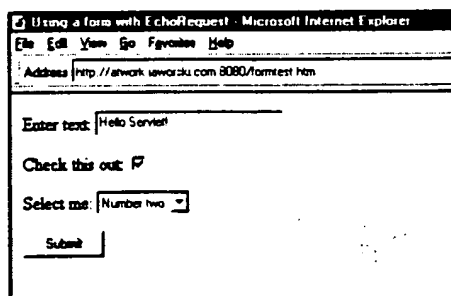 Using a form with EchoRequest - Microsoft Internet Explorer
File Edit View Go Favorites Help
Address http://atwork.jaworski.com:8080/formtest.htm
Enter text: Hello Servlet!
Check this out:
Select me: Number two
Submit